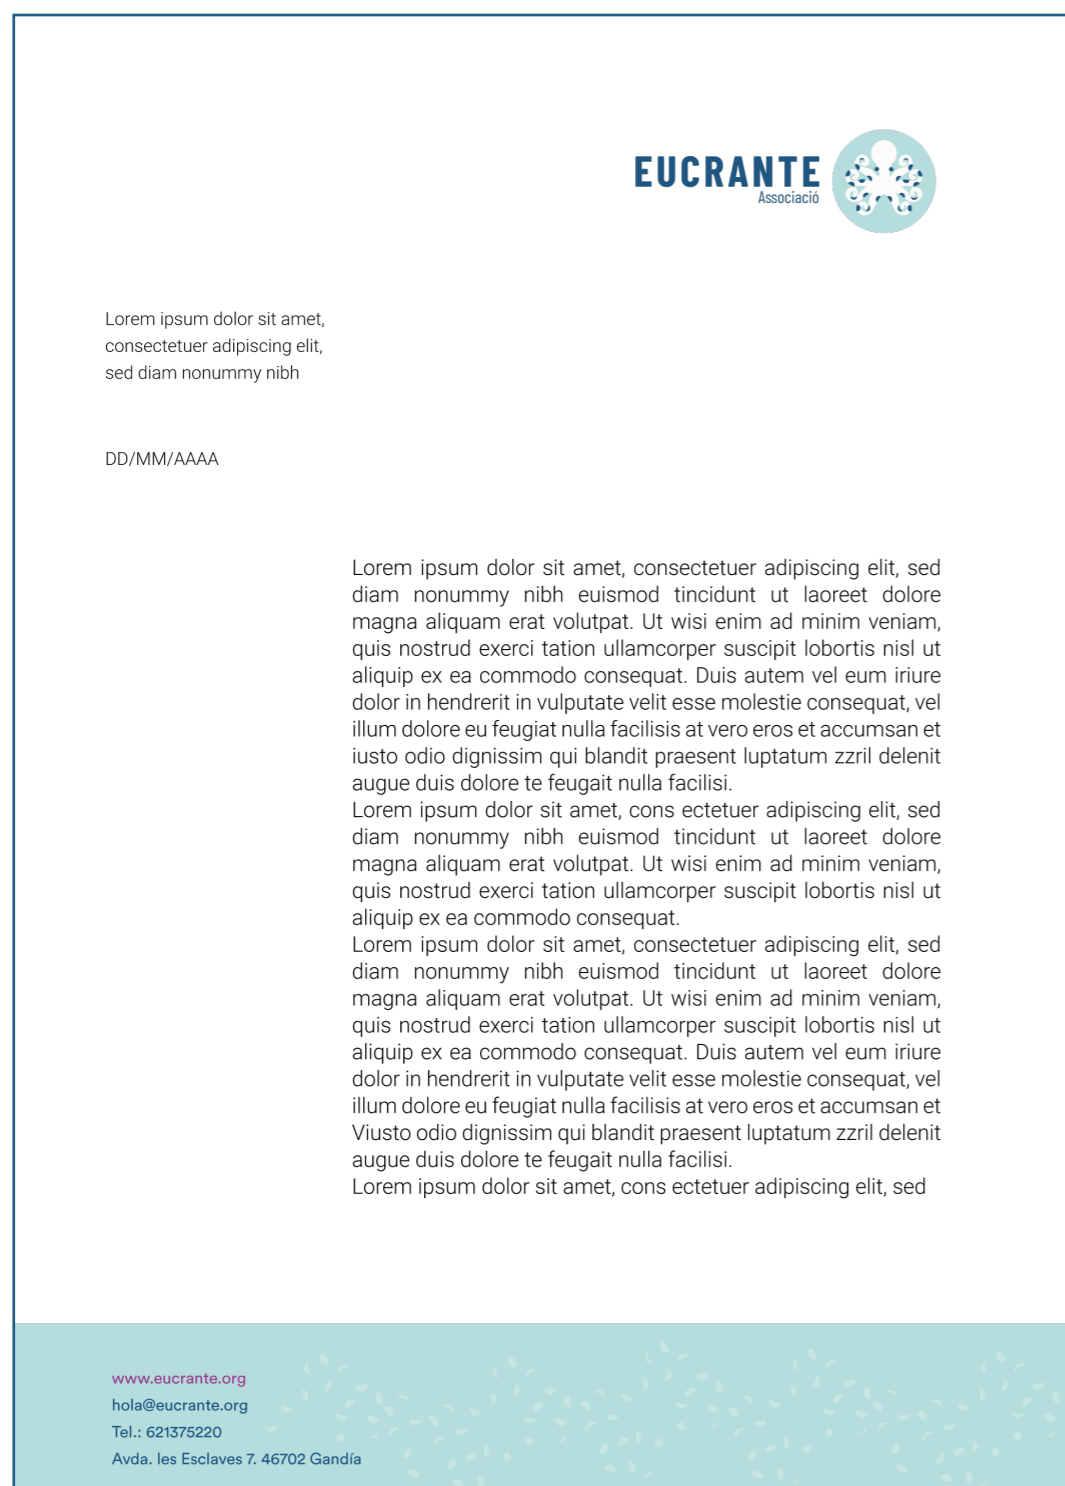 EUCRANTE
Associació
Lorem ipsum dolor sit amet,
consectetuer adipiscing elit,
sed diam nonummy nibh
DD/MM/AAAA
Lorem ipsum dolor sit amet, consectetuer adipiscing elit, sed
diam nonummy nibh euismod tincidunt ut laoreet dolore
magna aliquam erat volutpat. Ut wisi enim ad minim veniam,
quis nostrud exerci tation ullamcorper suscipit lobortis nisl ut
aliquip ex ea commodo consequat. Duis autem vel eum iriure
dolor in hendrerit in vulputate velit esse molestie consequat, vel
illum dolore eu feugiat nulla facilisis at vero eros et accumsan et
iusto odio dignissim qui blandit praesent luptatum zzril delenit
augue duis dolore te feugait nulla facilisi.
Lorem ipsum dolor sit amet, cons ectetuer adipiscing elit, sed
diam nonummy nibh euismod tincidunt ut laoreet dolore
magna aliquam erat volutpat. Ut wisi enim ad minim veniam,
quis nostrud exerci tation ullamcorper suscipit lobortis nisl ut
aliquip ex ea commodo consequat.
Lorem ipsum dolor sit amet, consectetuer adipiscing elit, sed
diam nonummy nibh euismod tincidunt ut laoreet dolore
magna aliquam erat volutpat. Ut wisi enim ad minim veniam,
quis nostrud exerci tation ullamcorper suscipit lobortis nisl ut
aliquip ex ea commodo consequat. Duis autem vel eum iriure
dolor in hendrerit in vulputate velit esse molestie consequat, vel
illum dolore eu feugiat nulla facilisis at vero eros et accumsan et
Viusto odio dignissim qui blandit praesent luptatum zzril delenit
augue duis dolore te feugait nulla facilisi.
Lorem ipsum dolor sit amet, cons ectetuer adipiscing elit, sed
www.eucrante.org
hola@eucrante.org
Tel.: 621375220
Avda. les Esclaves 7. 46702 Gandía